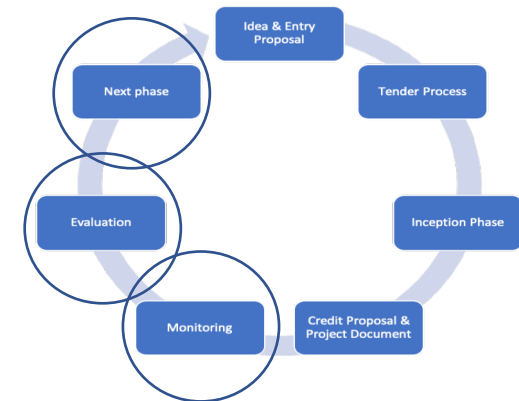 Idea & Entry
Proposal
Tender Process
Inception Phase
Credit Proposal &
Project Document
Monitoring
Evaluation
Next phase